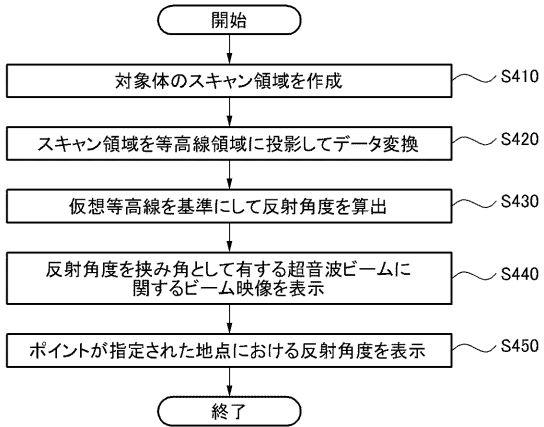 開始
対象体のスキャン領域を作成
S410
スキャン領域を等高線領域に投影してデータ変換
S420
仮想等高線を基準にして反射角度を算出
S430
反射角度を挟み角として有する超音波ビームに
関するビーム映像を表示
S440
ポイントが指定された地点における反射角度を表示
S450
終了